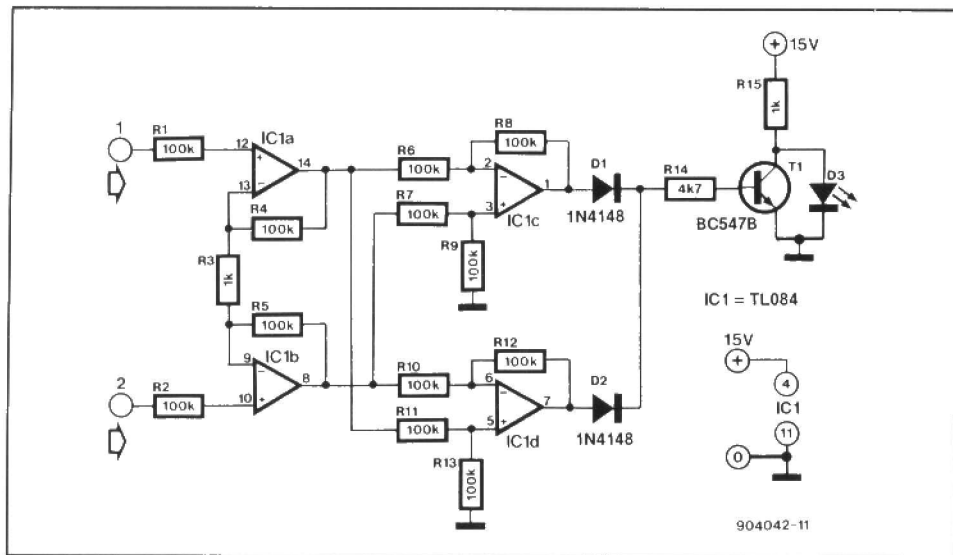 1
R1
100k
12
+
IC1a
14
13
−
R4
100k
R3
1k
R5
100k
9
−
IC1b
8
2
R2
100k
10
+
R6
100k
R7
100k
R8
100k
2
−
1
3
+
IC1c
R9
100k
D1
1N4148
R10
100k
R11
100k
R12
100k
6
−
7
5
+
IC1d
R13
100k
D2
1N4148
R14
4k7
+ 15V
R15
1k
T1
BC547B
D3
IC1 = TL084
15V
+
4
IC1
11
0
904042-11